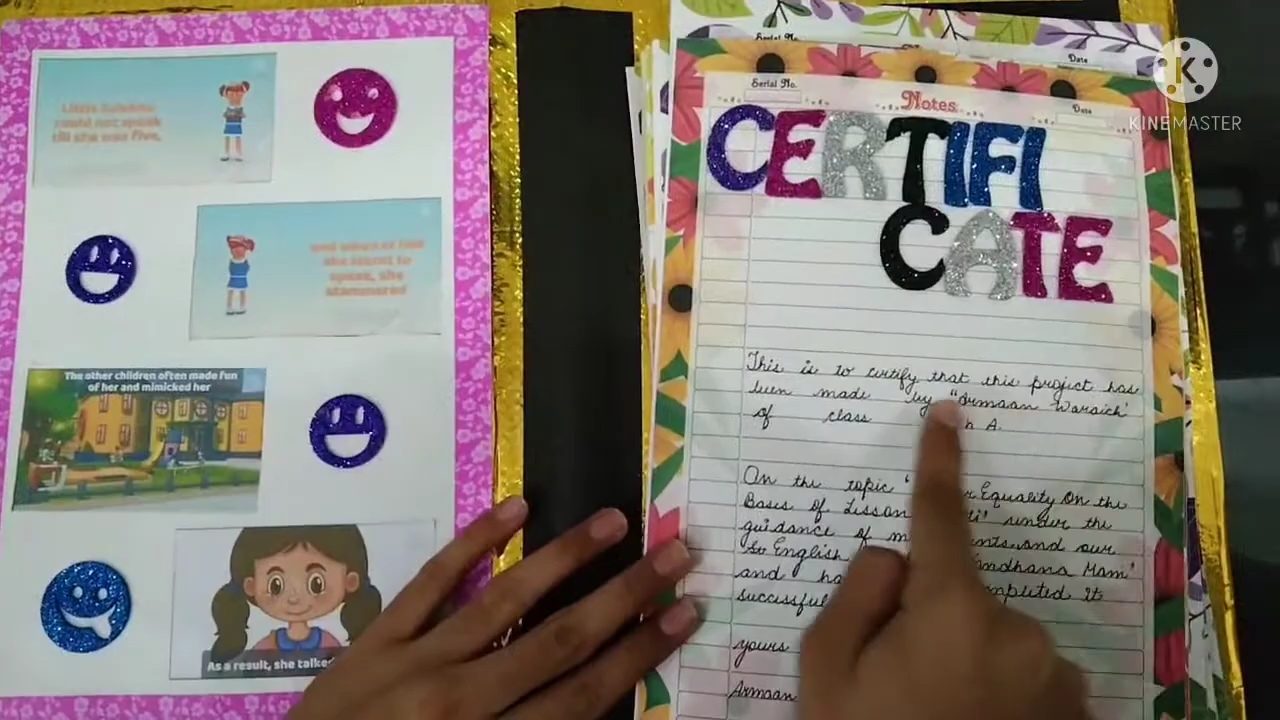 Little Sulekha
could not speak
till she was five,
and when at last
she learnt to
speak, she
stammered
The other children often made fun
of her and mimicked her
As a result, she talked
Serial No.
Date
Serial No.
Notes
Date
CERTIFI
CATE
This is to certify that this project has
been made by "Armaan Waraich"
of class A.
On the topic Equality On the
Basis of Lesson under the
guidance of and our
English Mam"
and
successful
yours
Armaan
K
KINEMASTER